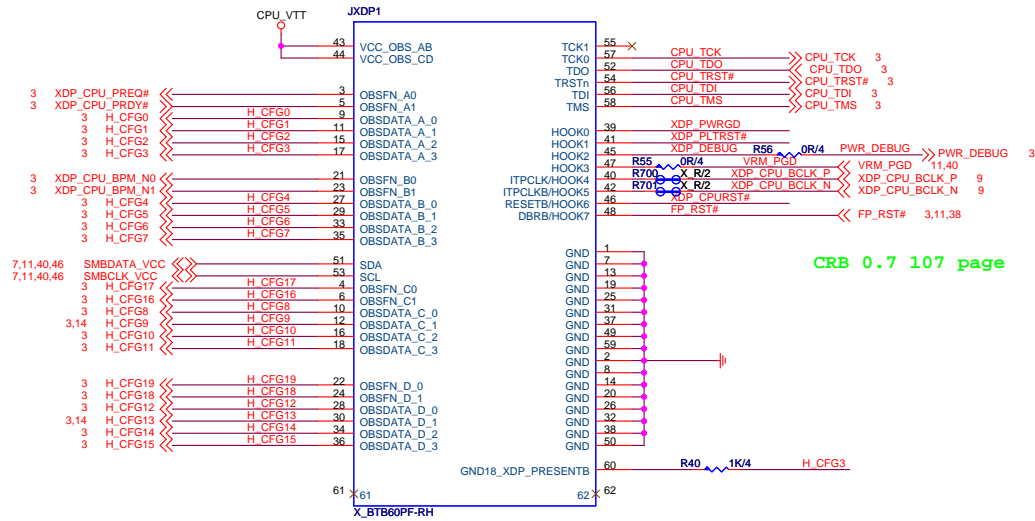 CPU_VTT
JXDP1
43 VCC_OBS_AB
44 VCC_OBS_CD
3 XDP_CPU_PREQ# 3 OBSFN_A0
3 XDP_CPU_PRDY# 5 OBSFN_A1
3 H_CFG0 H_CFG0 9 OBSDATA_A_0
3 H_CFG1 H_CFG1 11 OBSDATA_A_1
3 H_CFG2 H_CFG2 15 OBSDATA_A_2
3 H_CFG3 H_CFG3 17 OBSDATA_A_3
3 XDP_CPU_BPM_N0 21 OBSFN_B0
3 XDP_CPU_BPM_N1 23 OBSFN_B1
3 H_CFG4 H_CFG4 27 OBSDATA_B_0
3 H_CFG5 H_CFG5 29 OBSDATA_B_1
3 H_CFG6 H_CFG6 33 OBSDATA_B_2
3 H_CFG7 H_CFG7 35 OBSDATA_B_3
7,11,40,46 SMBDATA_VCC 51 SDA
7,11,40,46 SMBCLK_VCC 53 SCL
3 H_CFG17 H_CFG17 4 OBSFN_C0
3 H_CFG16 H_CFG16 6 OBSFN_C1
3 H_CFG8 H_CFG8 10 OBSDATA_C_0
3,14 H_CFG9 H_CFG9 12 OBSDATA_C_1
3 H_CFG10 H_CFG10 16 OBSDATA_C_2
3 H_CFG11 H_CFG11 18 OBSDATA_C_3
3 H_CFG19 H_CFG19 22 OBSFN_D_0
3 H_CFG18 H_CFG18 24 OBSFN_D_1
3 H_CFG12 H_CFG12 28 OBSDATA_D_0
3,14 H_CFG13 H_CFG13 30 OBSDATA_D_1
3 H_CFG14 H_CFG14 34 OBSDATA_D_2
3 H_CFG15 H_CFG15 36 OBSDATA_D_3
61 61
TCK1 55
TCK0 57 CPU_TCK CPU_TCK 3
TDO 52 CPU_TDO CPU_TDO 3
TRSTn 54 CPU_TRST# CPU_TRST# 3
TDI 56 CPU_TDI CPU_TDI 3
TMS 58 CPU_TMS CPU_TMS 3
HOOK0 39 XDP_PWRGD
HOOK1 41 XDP_PLTRST#
HOOK2 45 XDP_DEBUG R56 0R/4 PWR_DEBUG PWR_DEBUG 3
HOOK3 47 R55 0R/4 VRM_PGD VRM_PGD 11,40
ITPCLK/HOOK4 40 R700 X_R/2 XDP_CPU_BCLK_P XDP_CPU_BCLK_P 9
ITPCLKB/HOOK5 42 R701 X_R/2 XDP_CPU_BCLK_N XDP_CPU_BCLK_N 9
RESETB/HOOK6 46 XDP_CPURST#
DBRB/HOOK7 48 FP_RST# 3,11,38
GND 1
GND 7
GND 13
GND 19
GND 25
GND 31
GND 37
GND 49
GND 59
GND 2
GND 8
GND 14
GND 20
GND 26
GND 32
GND 38
GND 50
CRB 0.7 107 page
GND18_XDP_PRESENTB 60 R40 1K/4 H_CFG3
62 62
X_BTB60PF-RH